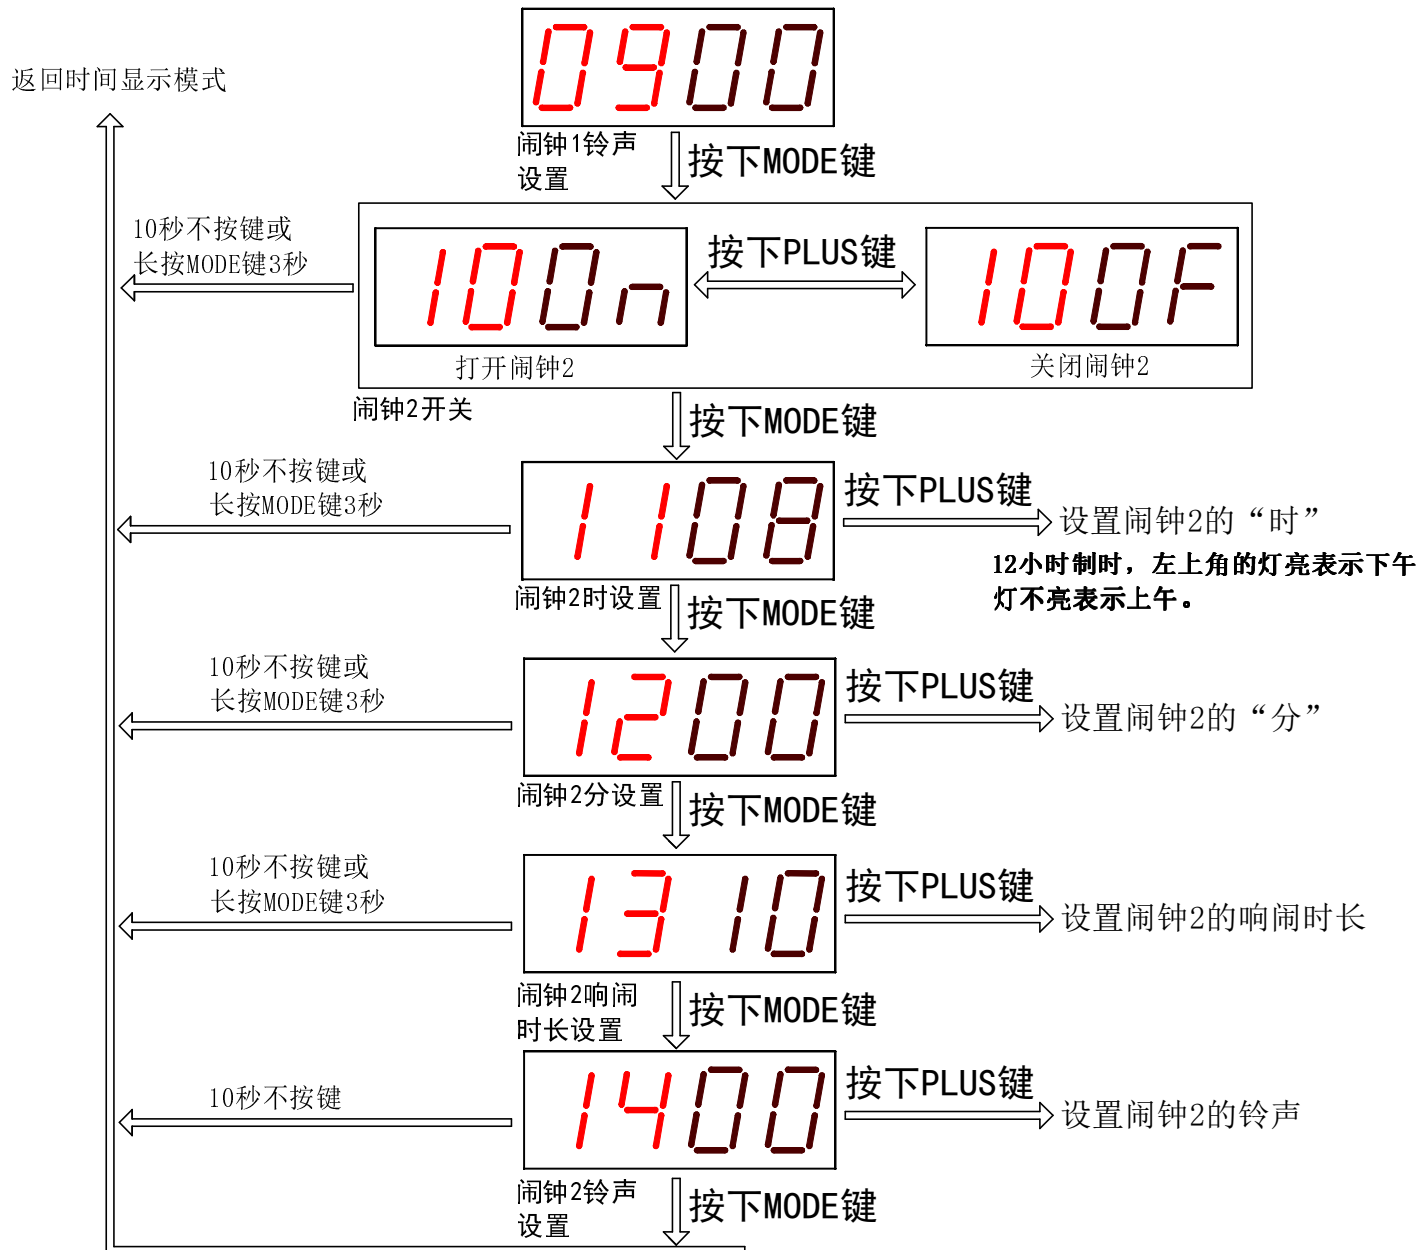 0900
返回时间显示模式
闹钟1铃声
设置
按下MODE键
10秒不按键或
长按MODE键3秒
100n
按下PLUS键
100F
打开闹钟2
关闭闹钟2
闹钟2开关
按下MODE键
10秒不按键或
长按MODE键3秒
1108
按下PLUS键
设置闹钟2的“时”
12小时制时，左上角的灯亮表示下午
灯不亮表示上午。
闹钟2时设置
按下MODE键
10秒不按键或
长按MODE键3秒
1200
按下PLUS键
设置闹钟2的“分”
闹钟2分设置
按下MODE键
10秒不按键或
长按MODE键3秒
1310
按下PLUS键
设置闹钟2的响闹时长
闹钟2响闹
时长设置
按下MODE键
10秒不按键
1400
按下PLUS键
设置闹钟2的铃声
闹钟2铃声
设置
按下MODE键